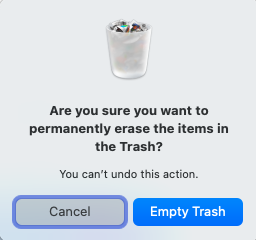 Are you sure you want to
permanently erase the items in
the Trash?
You can’t undo this action.
Cancel
Empty Trash